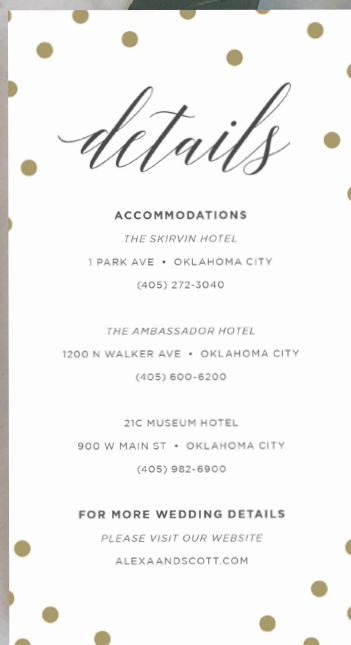 details
ACCOMMODATIONS
THE SKIRVIN HOTEL
1 PARK AVE • OKLAHOMA CITY
(405) 272-3040
THE AMBASSADOR HOTEL
1200 N WALKER AVE • OKLAHOMA CITY
(405) 600-6200
21C MUSEUM HOTEL
900 W MAIN ST • OKLAHOMA CITY
(405) 982-6900
FOR MORE WEDDING DETAILS
PLEASE VISIT OUR WEBSITE
ALEXAANDSCOTT.COM